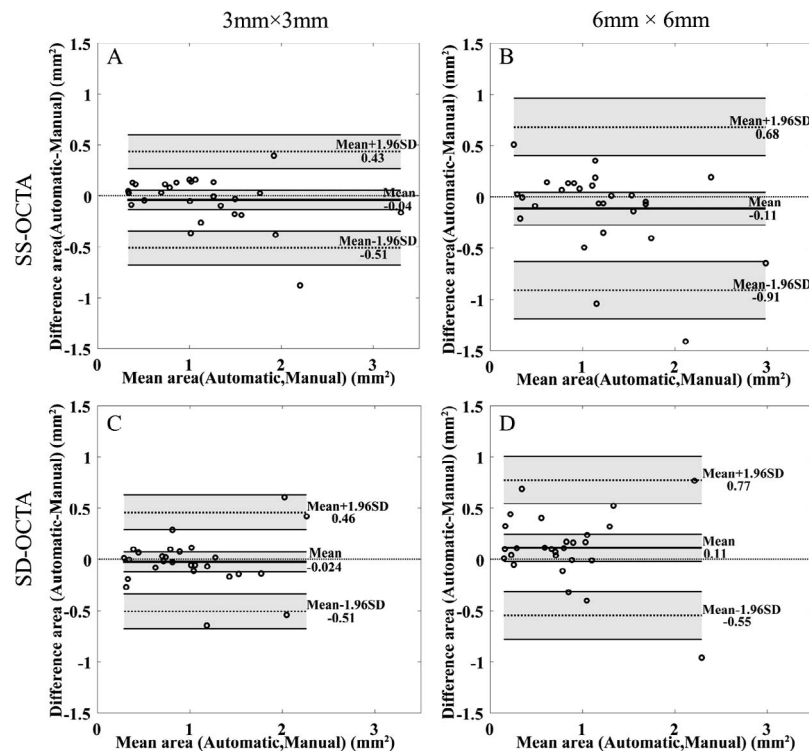 3mm×3mm
6mm × 6mm
SS-OCTA
A
Difference area(Automatic-Manual) (mm²)
1.5
1
0.5
0
-0.5
-1
-1.5
Mean+1.96SD
0.43
Mean
-0.04
Mean-1.96SD
-0.51
0 1 2 3
Mean area(Automatic,Manual) (mm²)
B
Difference area(Automatic-Manual) (mm²)
1.5
1
0.5
0
-0.5
-1
-1.5
Mean+1.96SD
0.68
Mean
-0.11
Mean-1.96SD
-0.91
0 1 2 3
Mean area(Automatic,Manual) (mm²)
SD-OCTA
C
Difference area (Automatic-Manual) (mm²)
1.5
1
0.5
0
-0.5
-1
-1.5
Mean+1.96SD
0.46
Mean
-0.024
Mean-1.96SD
-0.51
0 1 2 3
Mean area (Automatic,Manual) (mm²)
D
Difference area (Automatic-Manual) (mm²)
1.5
1
0.5
0
-0.5
-1
-1.5
Mean+1.96SD
0.77
Mean
0.11
Mean-1.96SD
-0.55
0 1 2 3
Mean area (Automatic,Manual) (mm²)